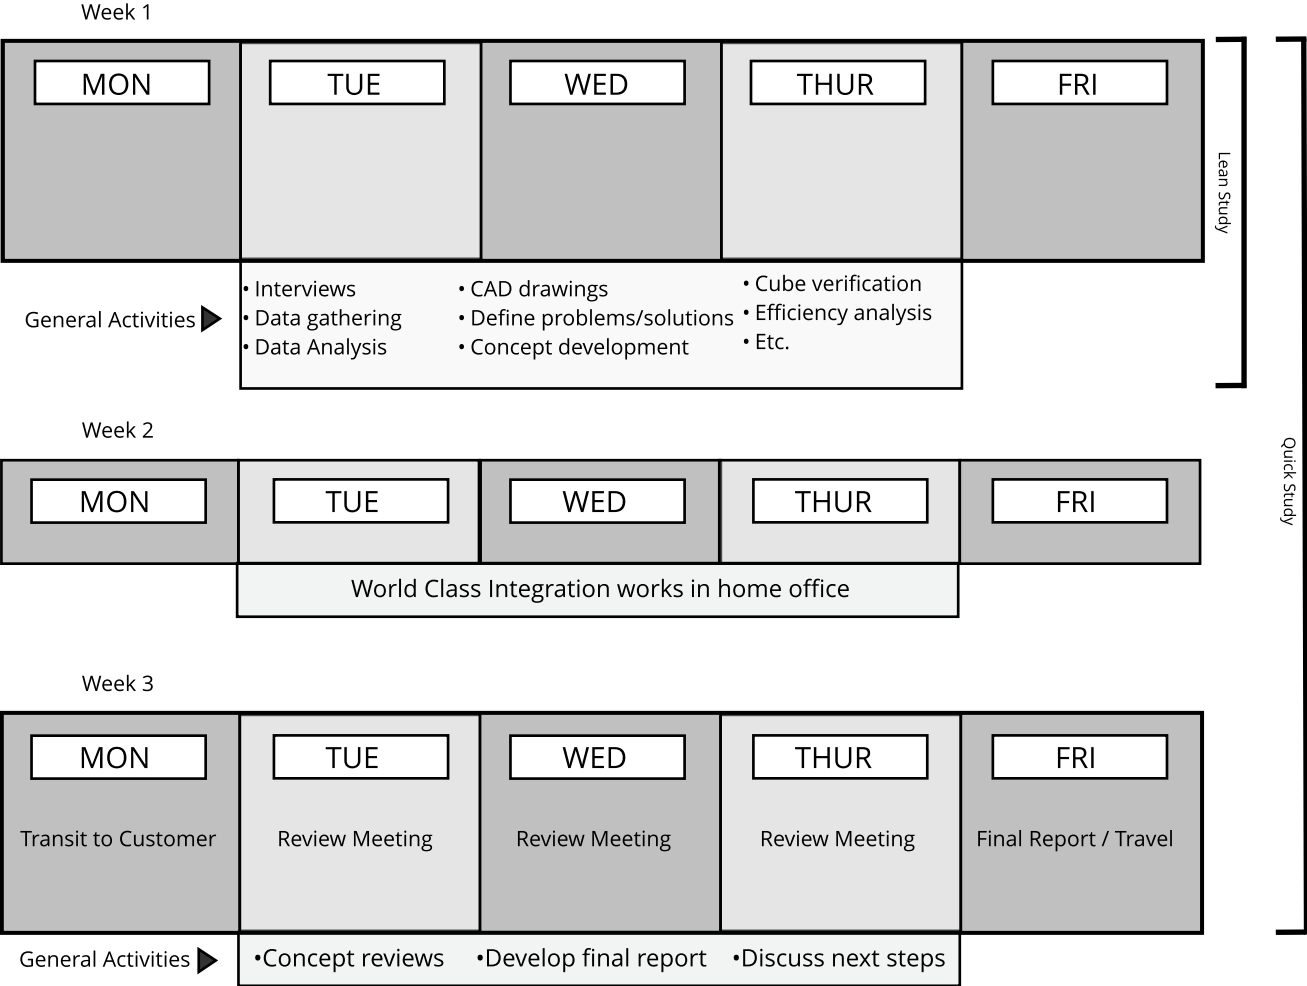 Week 1
MON
TUE
WED
THUR
FRI
Lean Study
General Activities
• Interviews
• Data gathering
• Data Analysis
• CAD drawings
• Define problems/solutions
• Concept development
• Cube verification
• Efficiency analysis
• Etc.
Quick Study
Week 2
MON
TUE
WED
THUR
FRI
World Class Integration works in home office
Week 3
MON
TUE
WED
THUR
FRI
Transit to Customer
Review Meeting
Review Meeting
Review Meeting
Final Report / Travel
General Activities
•Concept reviews
•Develop final report
•Discuss next steps